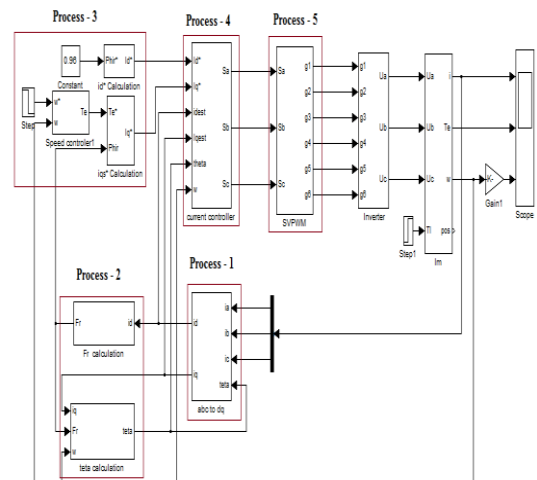 Process - 3
Process - 4
Process - 5
0.96
Constant
Phir*
Id*
id* Calculation
Step
w*
w
Te
Speed controler1
Te*
Phir
Iq*
iqs* Calculation
Id*
Iq*
idest
Iqest
theta
w
Sa
Sb
Sc
current controller
Sa
Sb
Sc
g1
g2
g3
g4
g5
g6
SVPWM
g1
g2
g3
g4
g5
g6
Ua
Ub
Uc
Inverter
Step1
Ua
Ub
Uc
Tl
i
Te
w
pos
Im
K-
Gain1
Scope
Process - 2
Process - 1
Fr
id
Fr calculation
iq
Fr
w
teta
teta calculation
id
iq
ia
ib
ic
teta
abc to dq